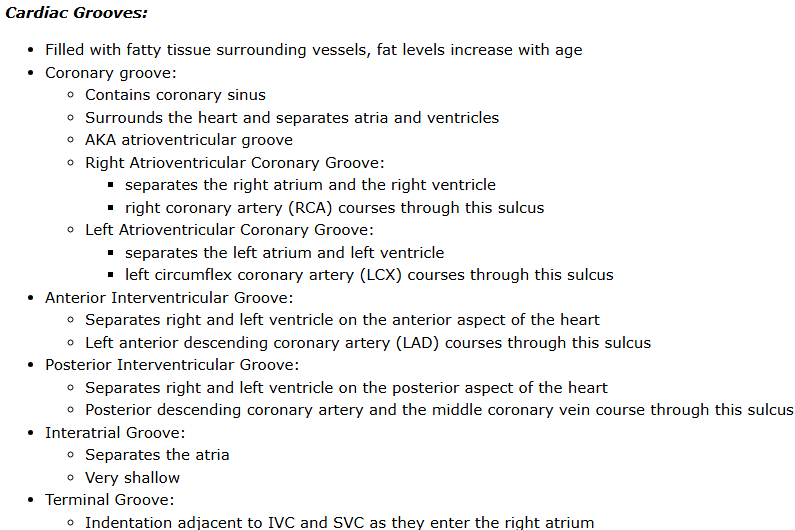 Cardiac Grooves:
Filled with fatty tissue surrounding vessels, fat levels increase with age
Coronary groove:
Contains coronary sinus
Surrounds the heart and separates atria and ventricles
AKA atrioventricular groove
Right Atrioventricular Coronary Groove:
separates the right atrium and the right ventricle
right coronary artery (RCA) courses through this sulcus
Left Atrioventricular Coronary Groove:
separates the left atrium and left ventricle
left circumflex coronary artery (LCX) courses through this sulcus
Anterior Interventricular Groove:
Separates right and left ventricle on the anterior aspect of the heart
Left anterior descending coronary artery (LAD) courses through this sulcus
Posterior Interventricular Groove:
Separates right and left ventricle on the posterior aspect of the heart
Posterior descending coronary artery and the middle coronary vein course through this sulcus
Interatrial Groove:
Separates the atria
Very shallow
Terminal Groove:
Indentation adjacent to IVC and SVC as they enter the right atrium